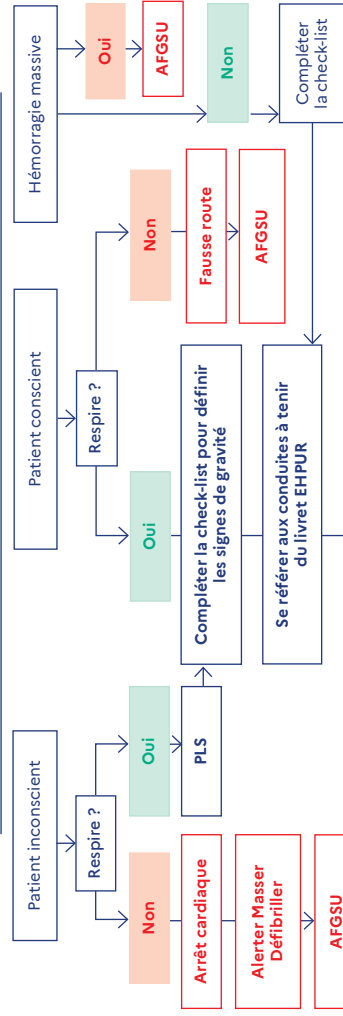 Patient inconscient
Respire ?
Non
Arrêt cardiaque
Alerter Masser
Défibriller
AFGSU
Oui
PLS
Patient conscient
Respire ?
Oui
Compléter la check-list pour définir
les signes de gravité
Se référer aux conduites à tenir
du livret EHPUR
Non
Fausse route
AFGSU
Hémorragie massive
Oui
AFGSU
Non
Compléter
la check-list